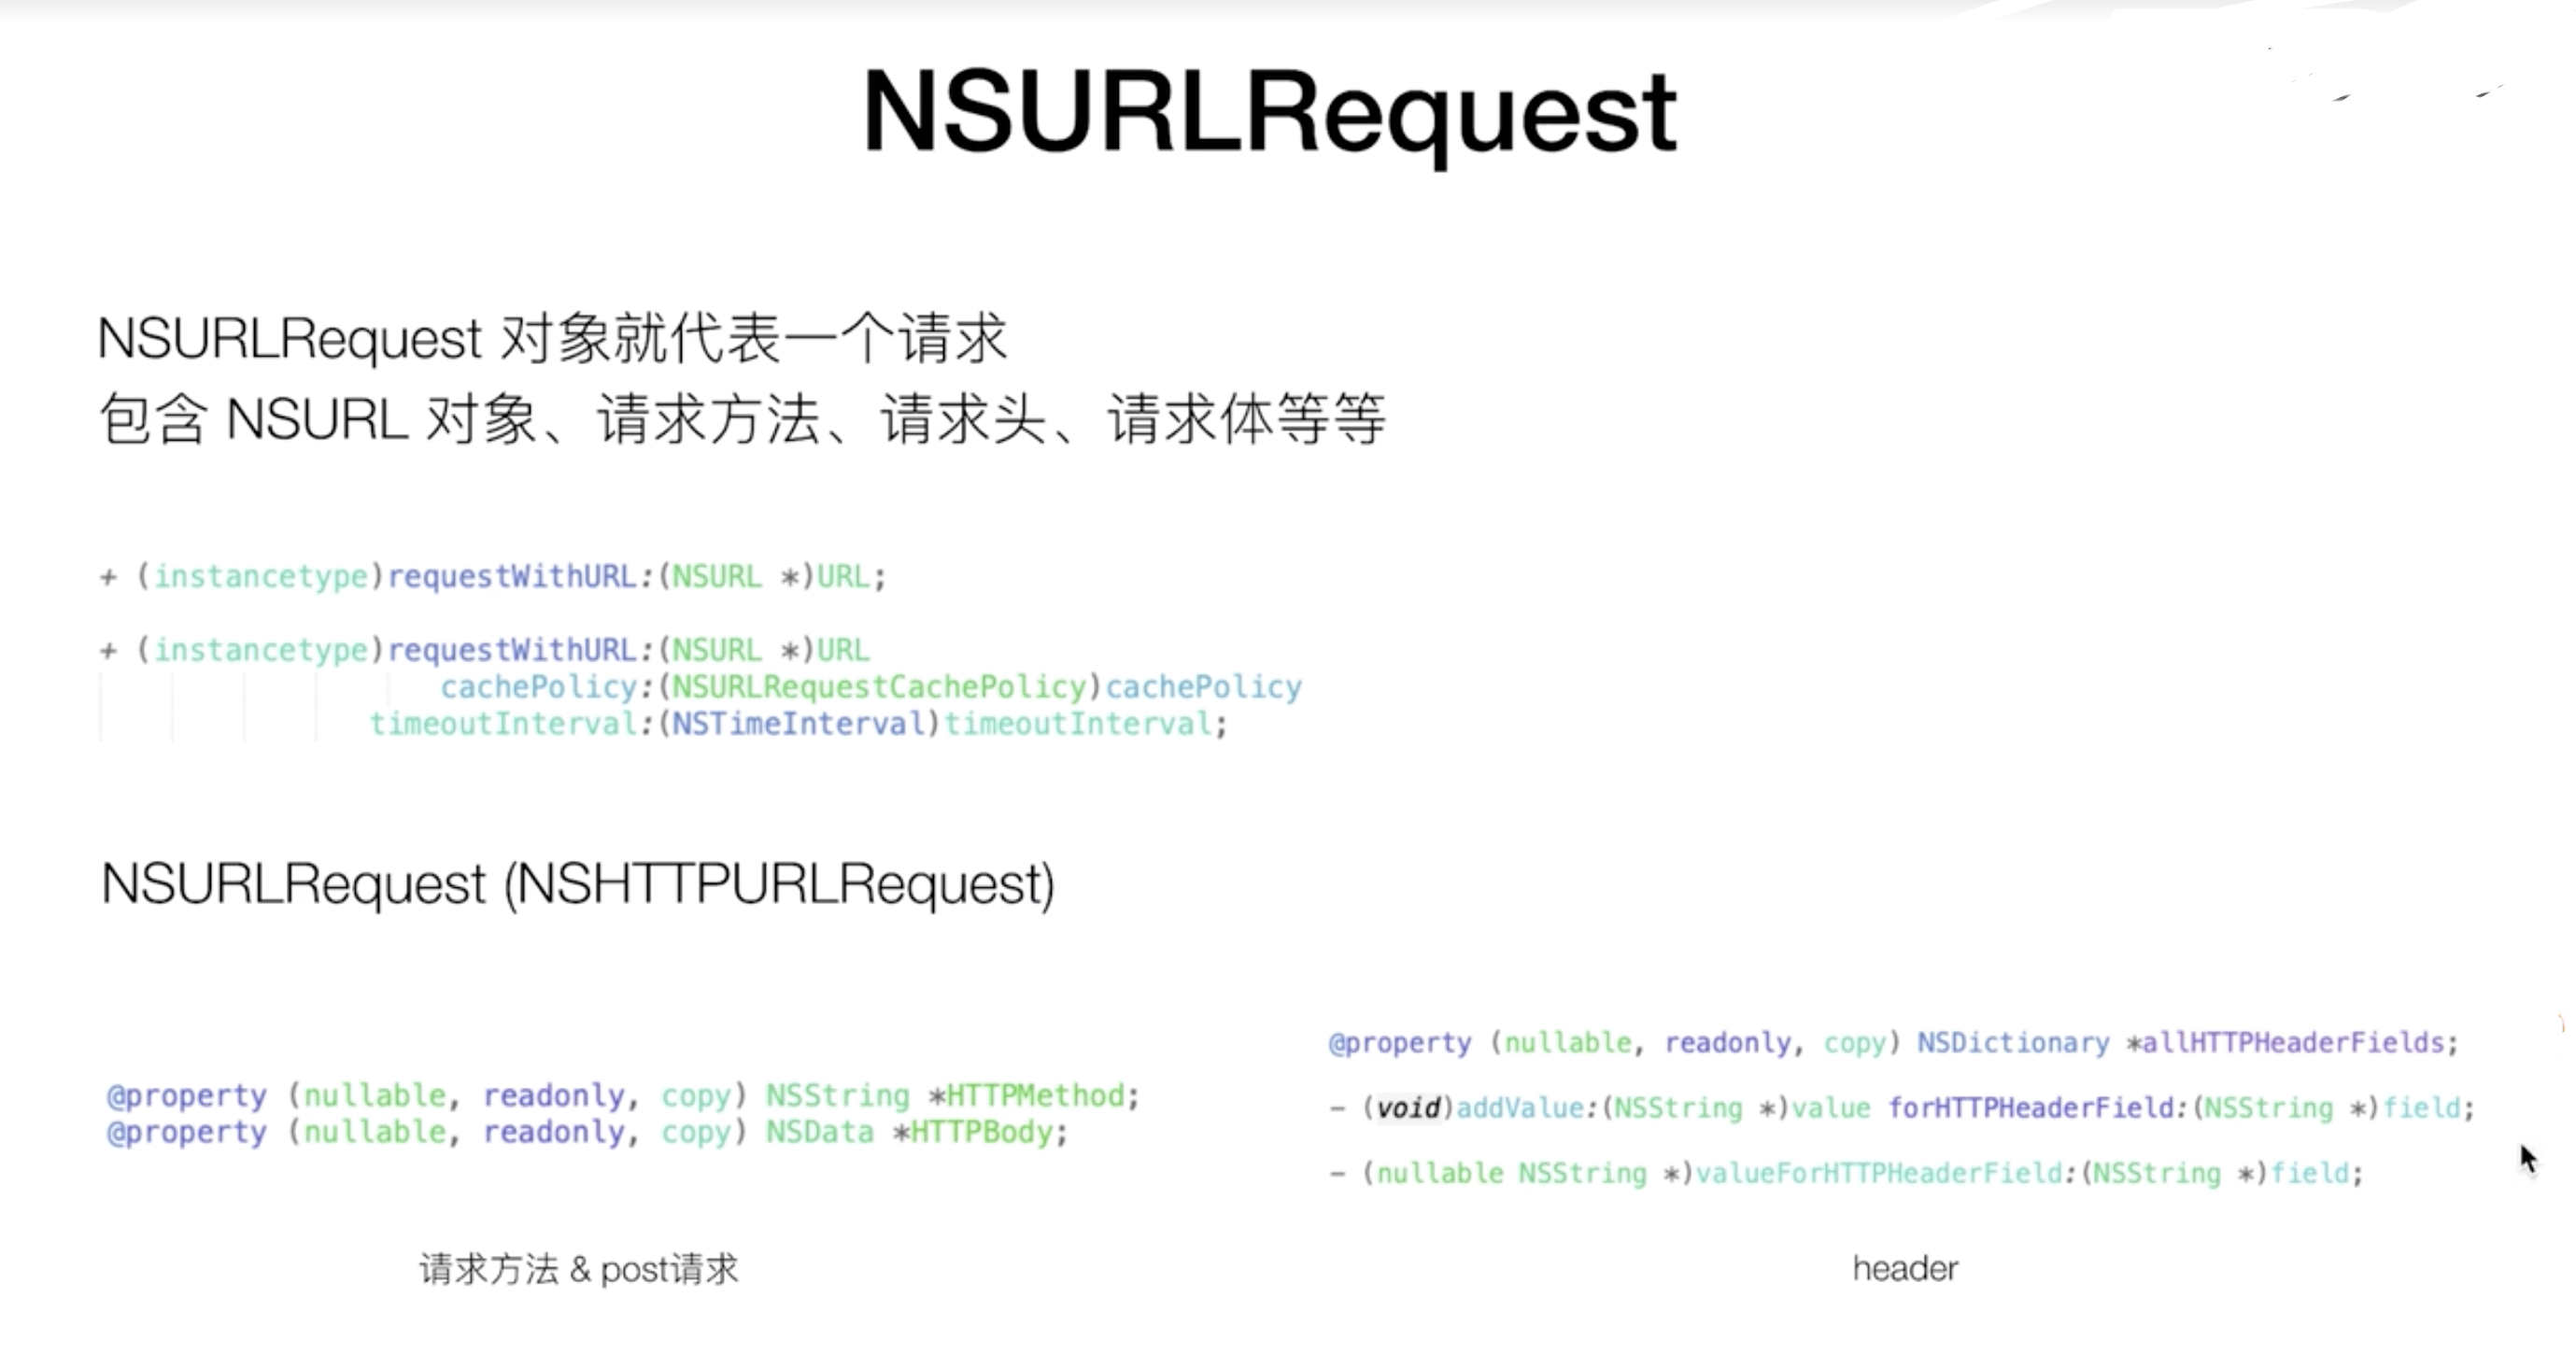 NSURLRequest
NSURLRequest 对象就代表一个请求
包含 NSURL 对象、请求方法、请求头、请求体等等
+ (instancetype)requestWithURL:(NSURL *)URL;
+ (instancetype)requestWithURL:(NSURL *)URL
cachePolicy:(NSURLRequestCachePolicy)cachePolicy
timeoutInterval:(NSTimeInterval)timeoutInterval;
NSURLRequest (NSHTTPURLRequest)
@property (nullable, readonly, copy) NSString *HTTPMethod;
@property (nullable, readonly, copy) NSData *HTTPBody;
请求方法 & post请求
@property (nullable, readonly, copy) NSDictionary *allHTTPHeaderFields;
– (void)addValue:(NSString *)value forHTTPHeaderField:(NSString *)field;
– (nullable NSString *)valueForHTTPHeaderField:(NSString *)field;
header